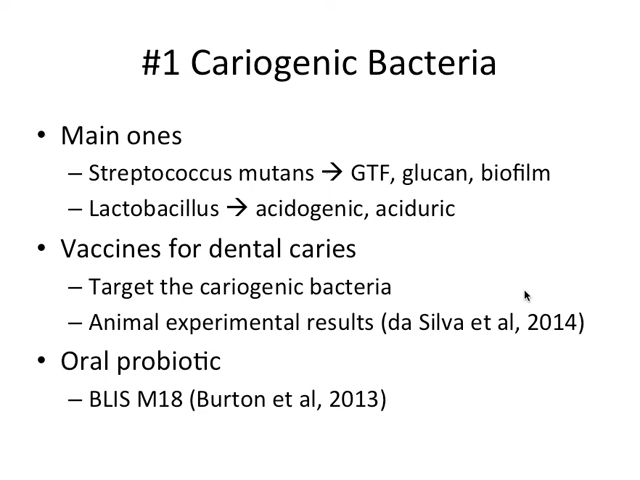 #1 Cariogenic Bacteria
• Main ones
– Streptococcus mutans → GTF, glucan, biofilm
– Lactobacillus → acidogenic, aciduric
• Vaccines for dental caries
– Target the cariogenic bacteria
– Animal experimental results (da Silva et al, 2014)
• Oral probiotic
– BLIS M18 (Burton et al, 2013)